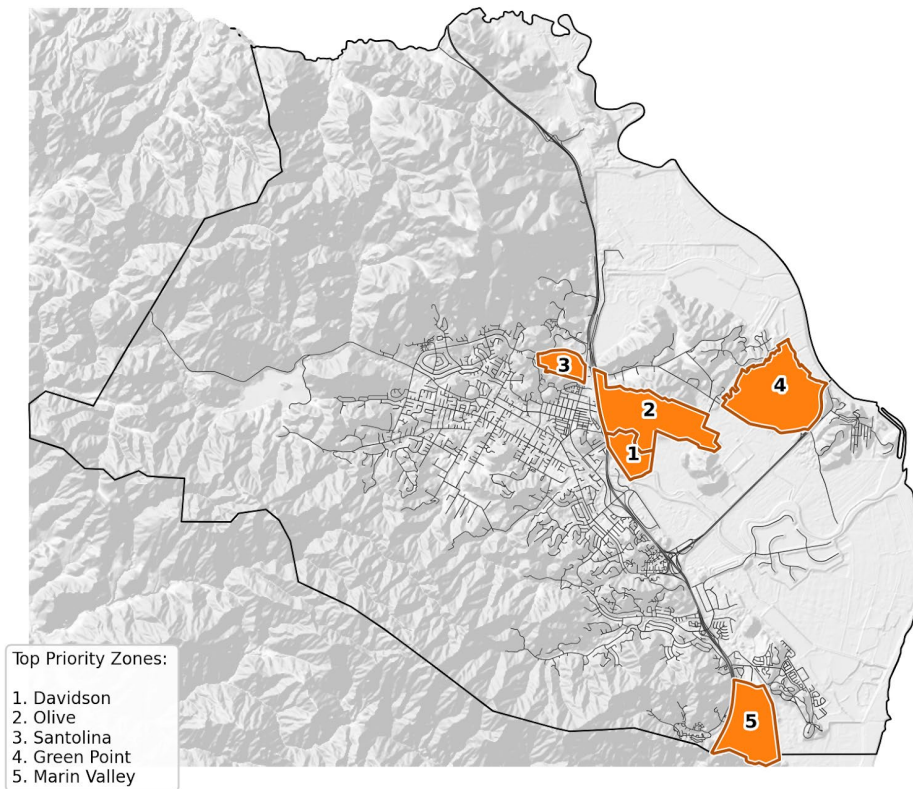 3
4
2
1
5
Top Priority Zones:
1. Davidson
2. Olive
3. Santolina
4. Green Point
5. Marin Valley